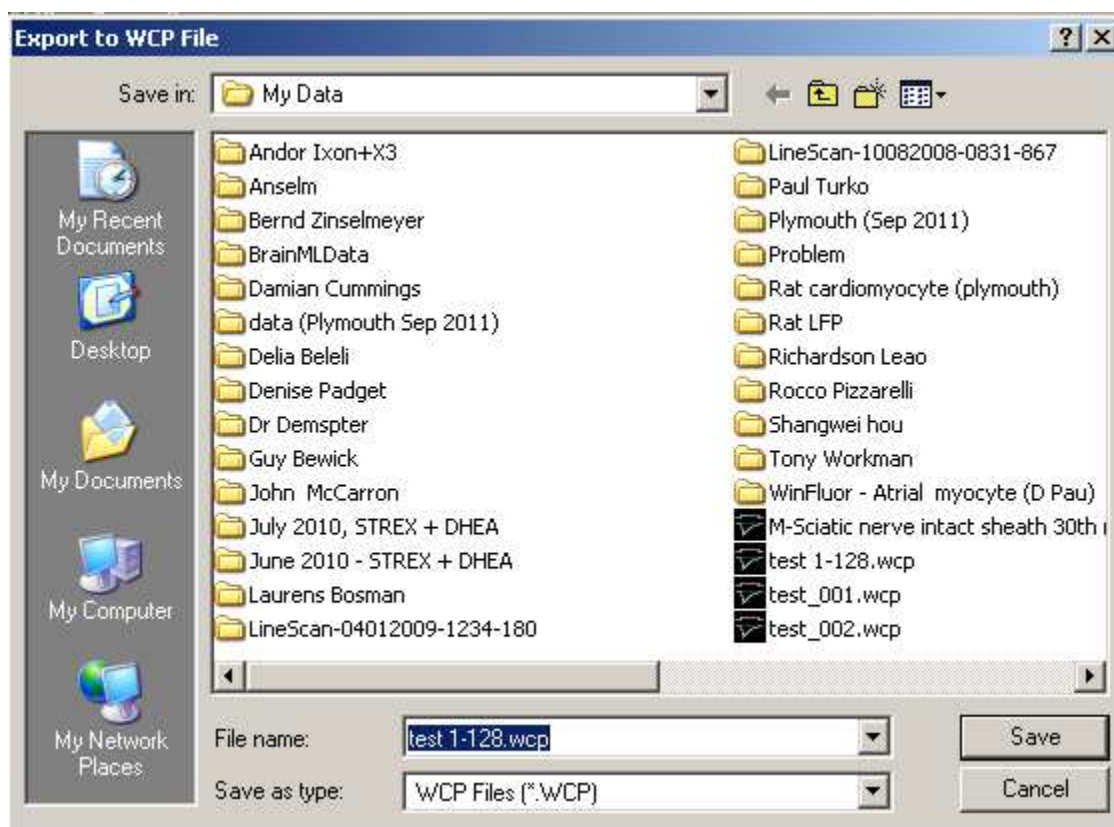 Export to WCP File
Save in: My Data
My Recent Documents
Desktop
My Documents
My Computer
My Network Places
Andor Ixon+X3
Anselm
Bernd Zinselmeyer
BrainMLData
Damian Cummings
data (Plymouth Sep 2011)
Delia Beleli
Denise Padget
Dr Demspter
Guy Bewick
John McCarron
July 2010, STREX + DHEA
June 2010 - STREX + DHEA
Laurens Bosman
LineScan-04012009-1234-180
LineScan-10082008-0831-867
Paul Turko
Plymouth (Sep 2011)
Problem
Rat cardiomyocyte (plymouth)
Rat LFP
Richardson Leao
Rocco Pizzarelli
Shangwei hou
Tony Workman
WinFluor - Atrial myocyte (D Pau)
M-Sciatic nerve intact sheath 30th
test 1-128.wcp
test_001.wcp
test_002.wcp
File name: test 1-128.wcp
Save
Save as type: WCP Files (*.WCP)
Cancel